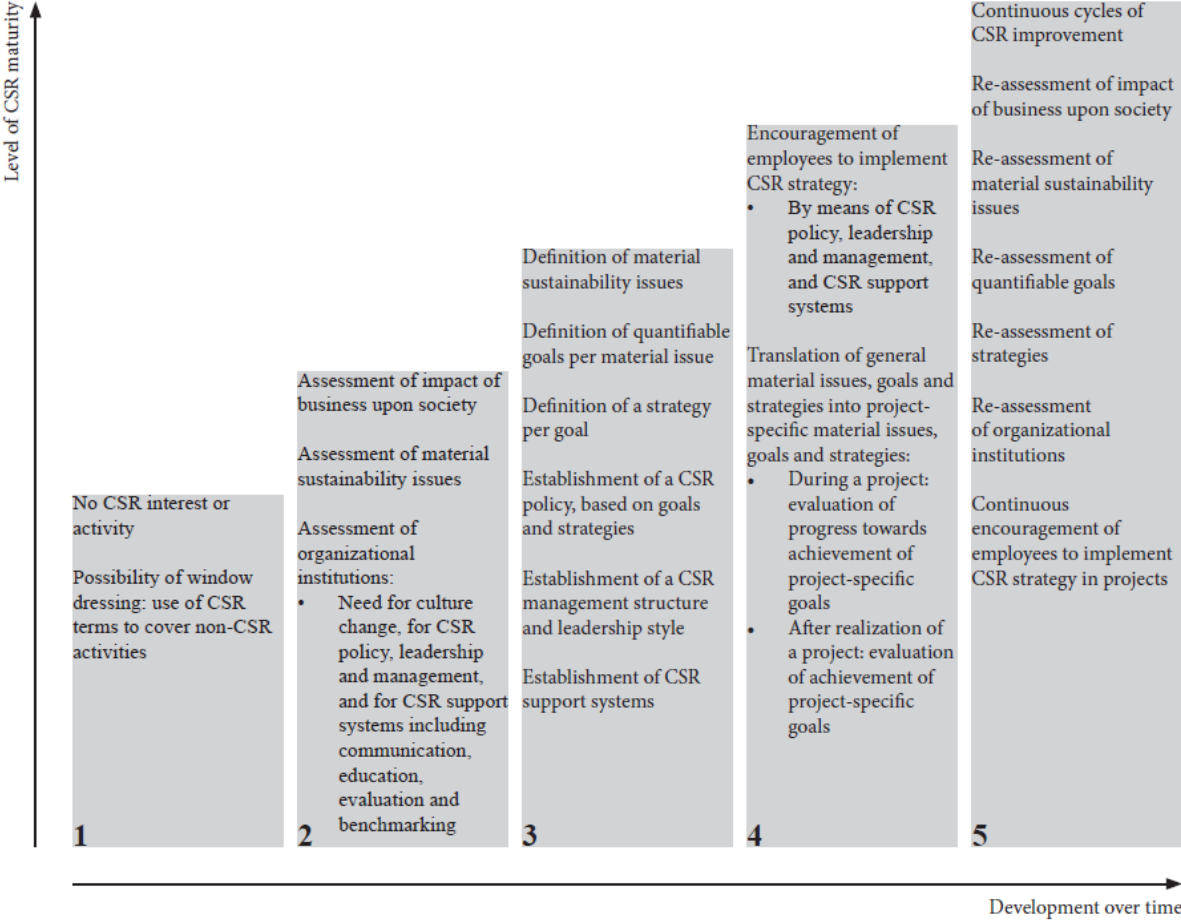 Level of CSR maturity
No CSR interest or
activity
Possibility of window
dressing: use of CSR
terms to cover non-CSR
activities
1
Assessment of impact of
business upon society
Assessment of material
sustainability issues
Assessment of
organizational
institutions:
• Need for culture
change, for CSR
policy, leadership
and management,
and for CSR support
systems including
communication,
education,
evaluation and
benchmarking
2
Definition of material
sustainability issues
Definition of quantifiable
goals per material issue
Definition of a strategy
per goal
Establishment of a CSR
policy, based on goals
and strategies
Establishment of a CSR
management structure
and leadership style
Establishment of CSR
support systems
3
Encouragement of
employees to implement
CSR strategy:
• By means of CSR
policy, leadership
and management,
and CSR support
systems
Translation of general
material issues, goals and
strategies into project-
specific material issues,
goals and strategies:
• During a project:
evaluation of
progress towards
achievement of
project-specific
goals
• After realization of
a project: evaluation
of achievement of
project-specific
goals
4
Continuous cycles of
CSR improvement
Re-assessment of impact
of business upon society
Re-assessment of
material sustainability
issues
Re-assessment of
quantifiable goals
Re-assessment of
strategies
Re-assessment
of organizational
institutions
Continuous
encouragement of
employees to implement
CSR strategy in projects
5
Development over time